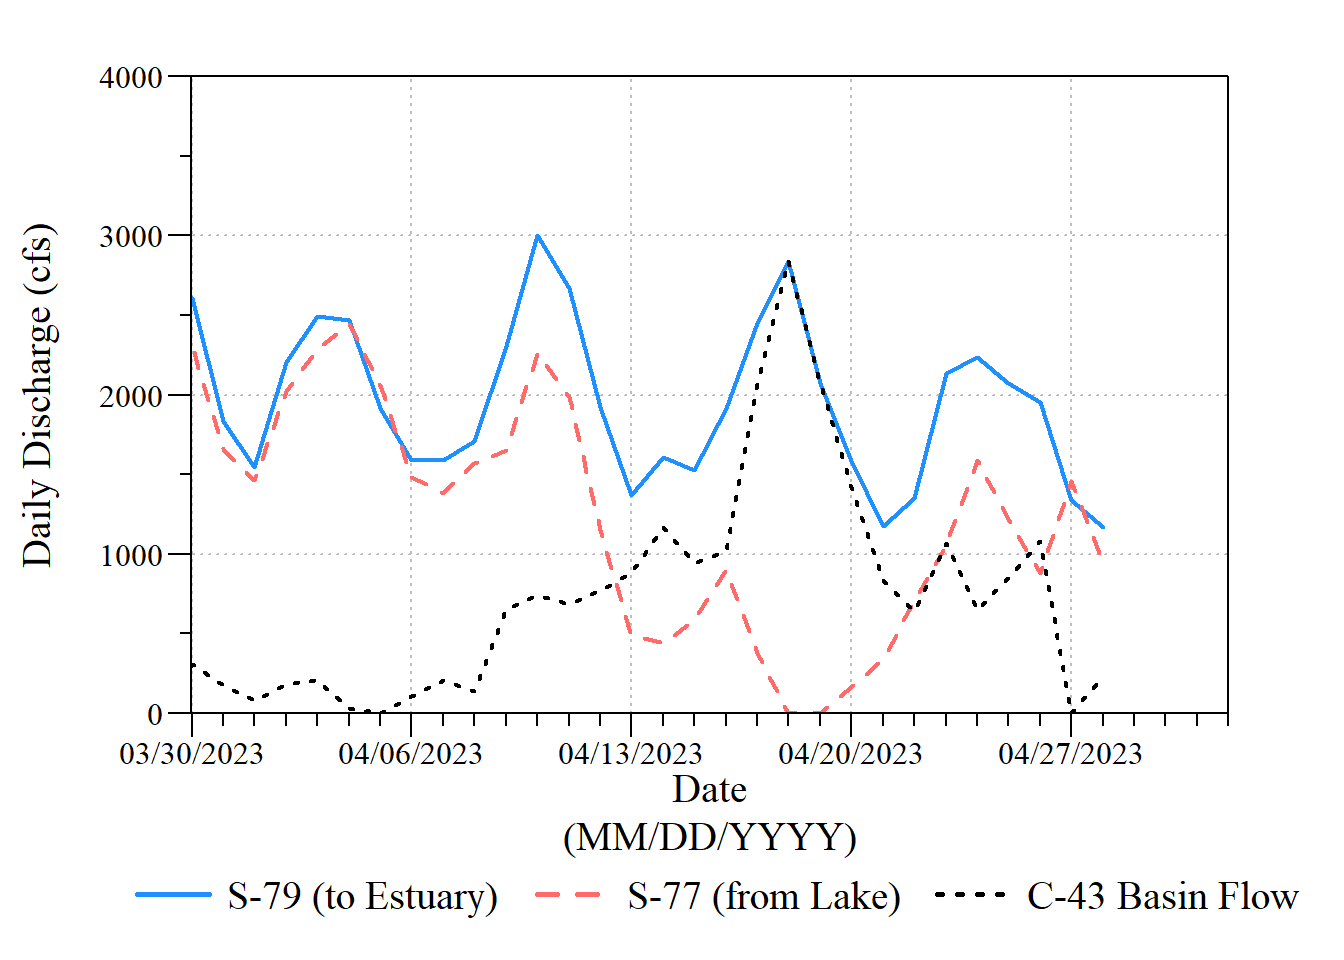 4000
3000
2000
1000
0
Daily Discharge (cfs)
03/30/2023 04/06/2023 04/13/2023 04/20/2023 04/27/2023
Date
(MM/DD/YYYY)
S-79 (to Estuary) S-77 (from Lake) C-43 Basin Flow